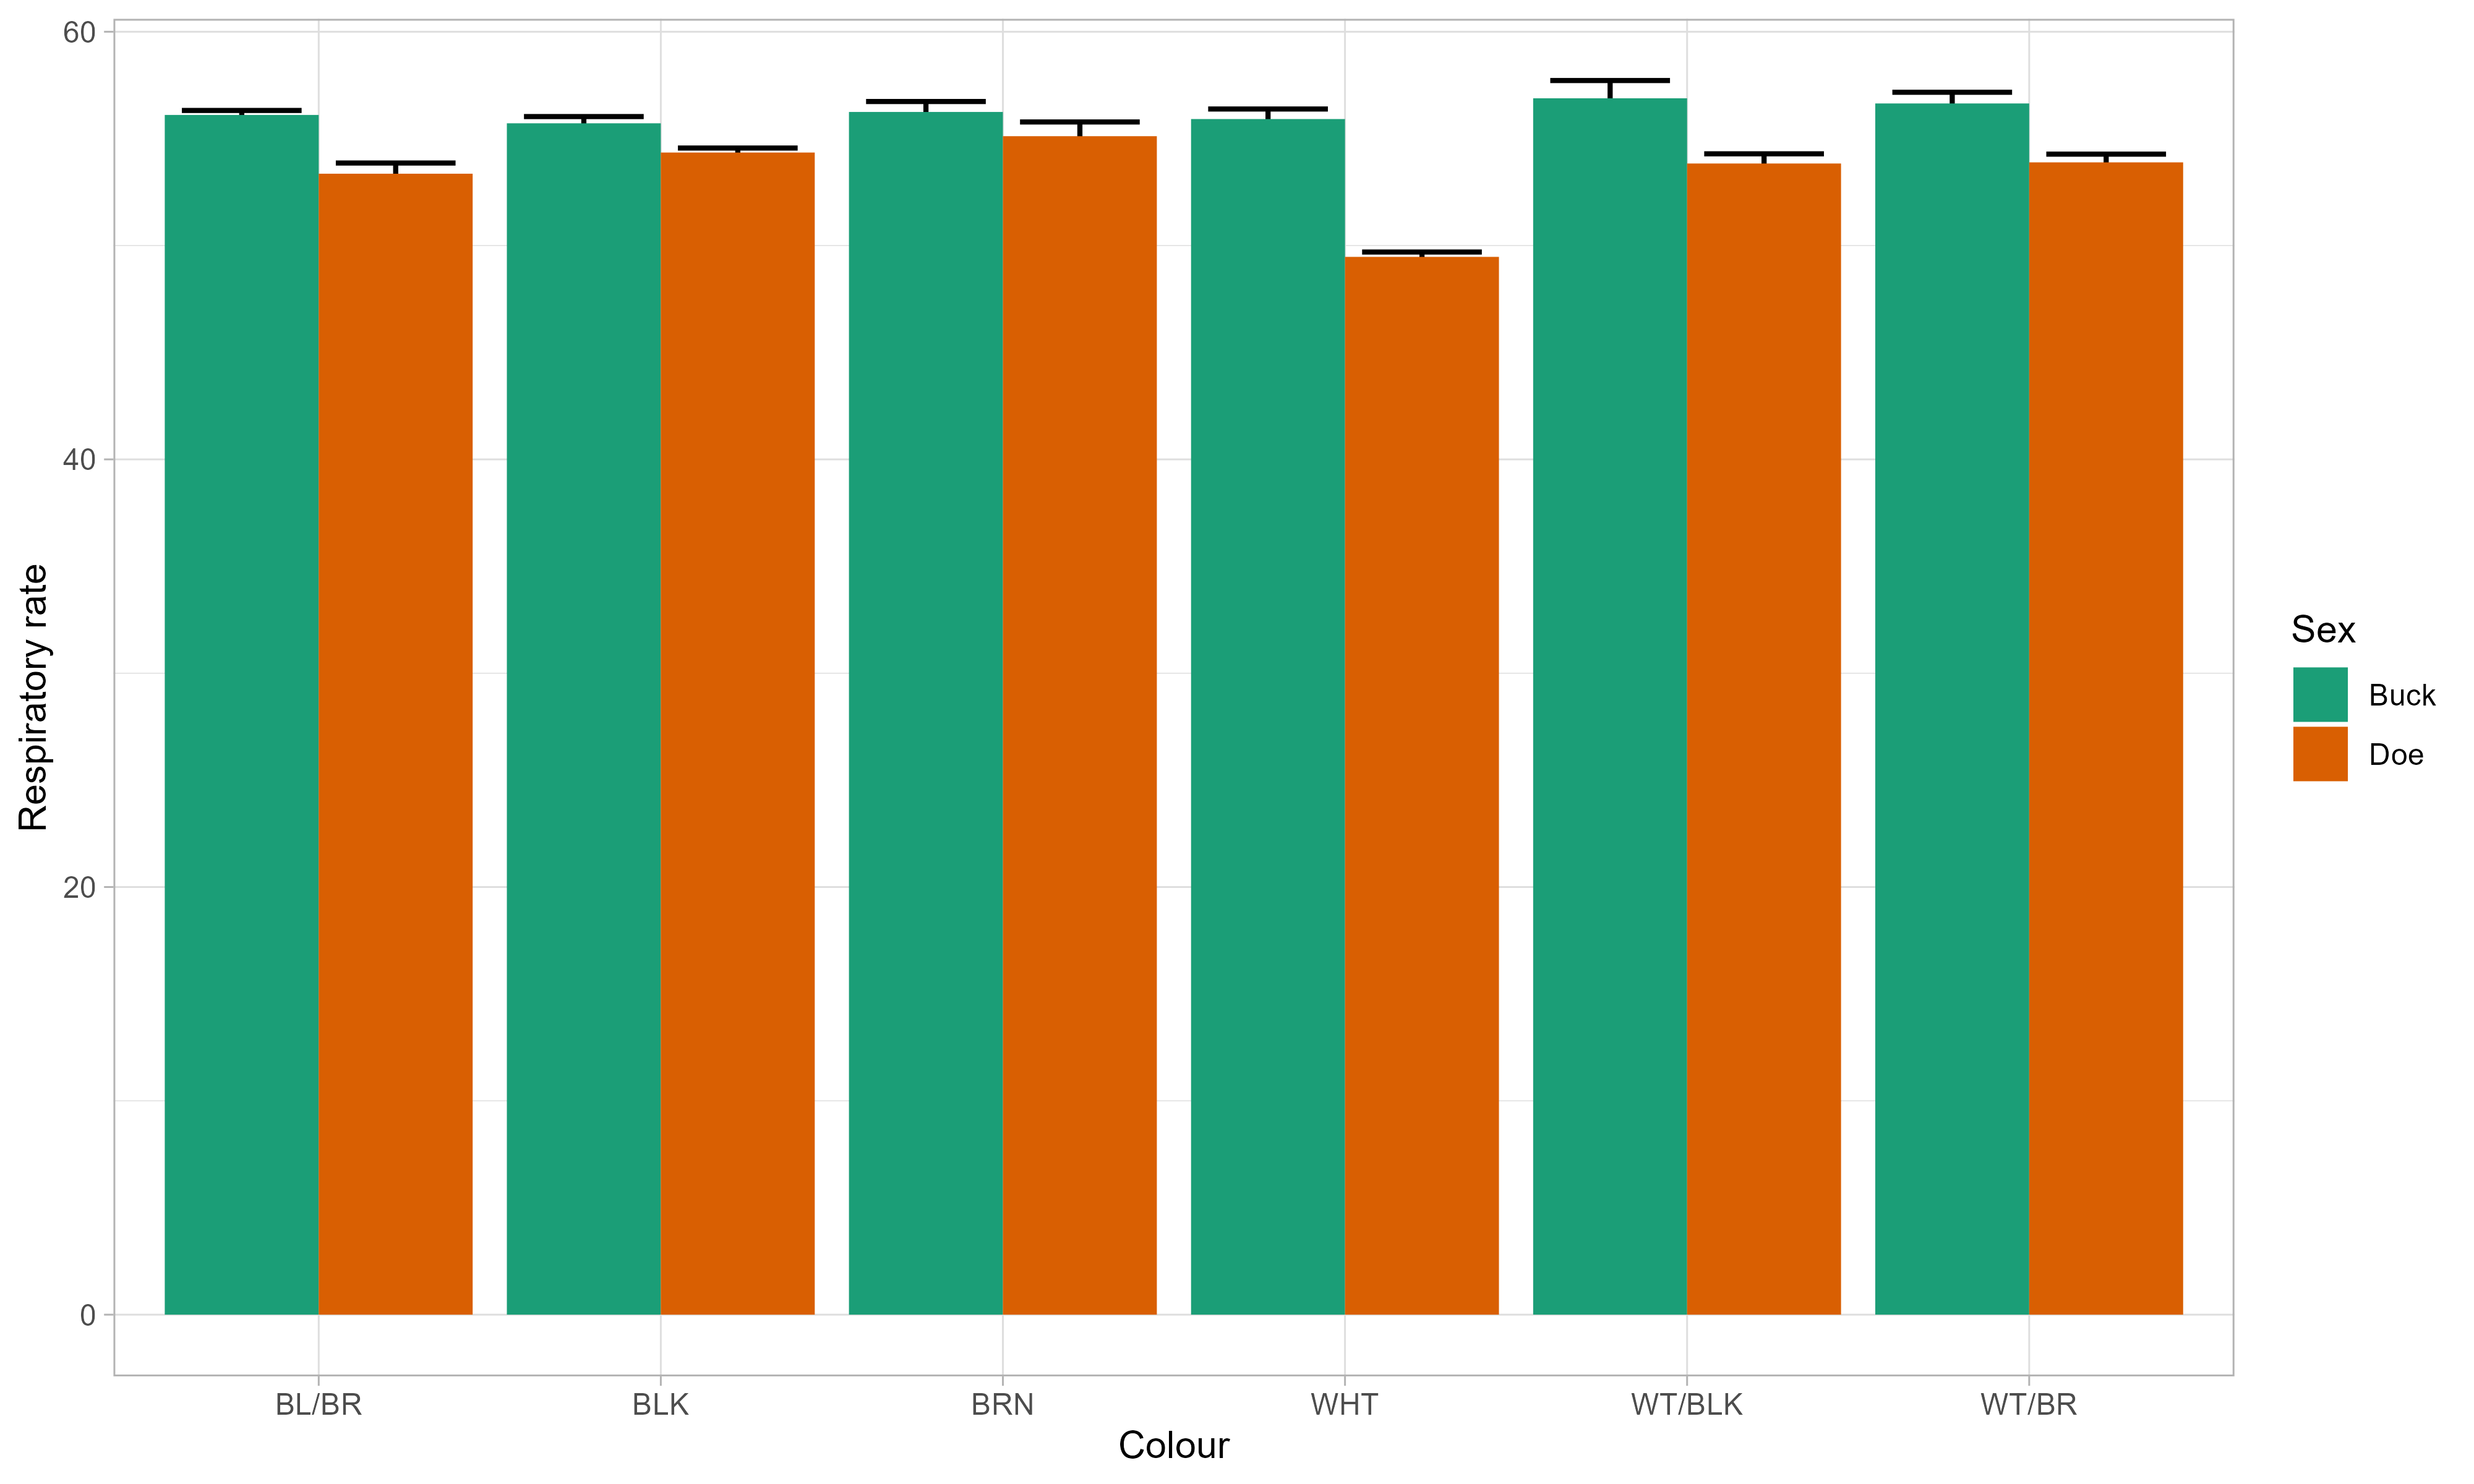 60
40
20
0
Respiratory rate
BL/BR BLK BRN WHT WT/BLK WT/BR
Colour
Sex
Buck
Doe